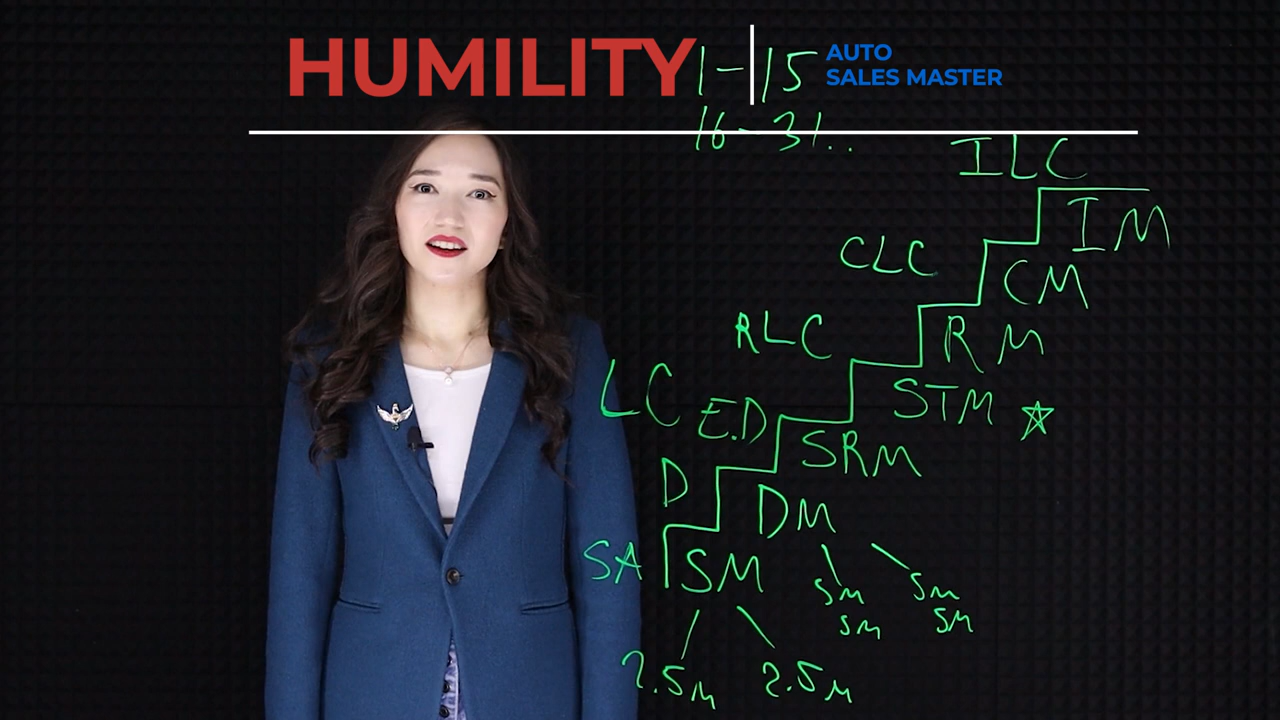 HUMILITY
AUTO
SALES MASTER
1-15
16-31..
ILC
IM
CLC
CM
RLC
RM
LC
STM
E.D
SRM
D
DM
SA
SM
SM
SM
SM
SM
2.5M
2.5M